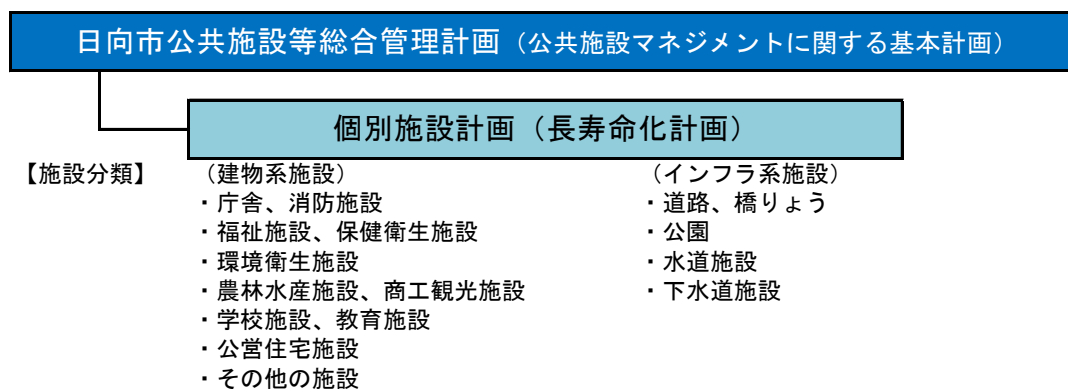 日向市公共施設等総合管理計画（公共施設マネジメントに関する基本計画）
個別施設計画（長寿命化計画）
【施設分類】
（建物系施設）
・庁舎、消防施設
・福祉施設、保健衛生施設
・環境衛生施設
・農林水産施設、商工観光施設
・学校施設、教育施設
・公営住宅施設
・その他の施設
（インフラ系施設）
・道路、橋りょう
・公園
・水道施設
・下水道施設